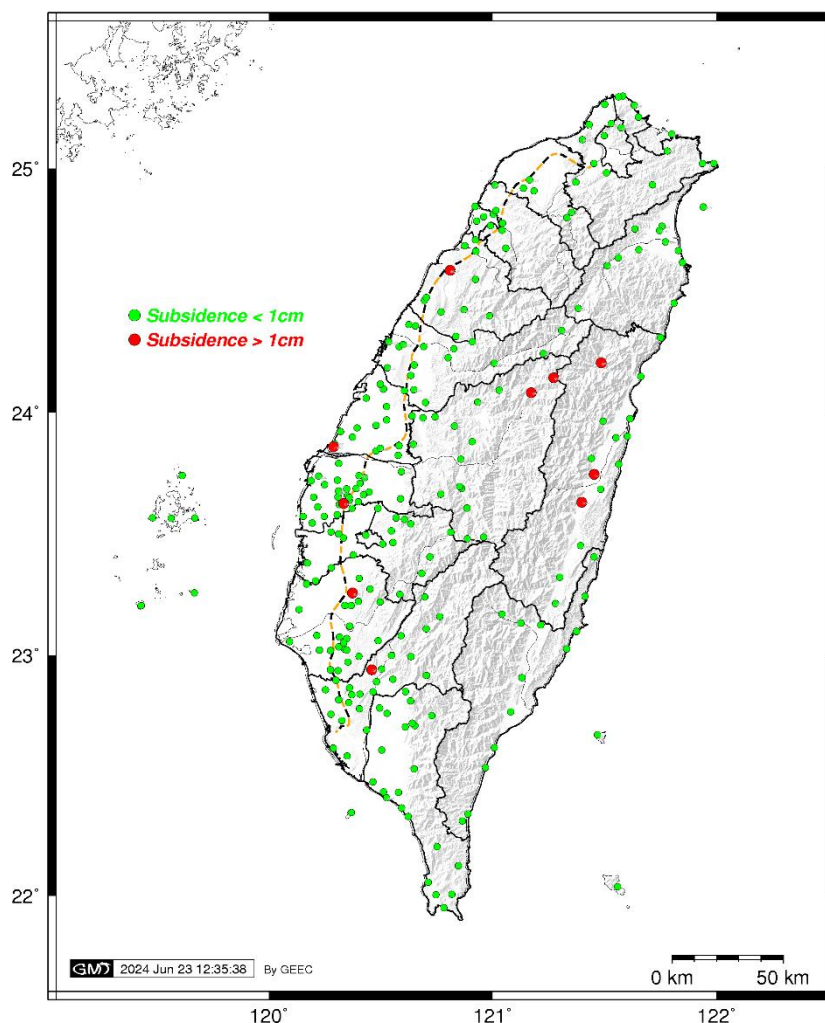 25°
Subsidence < 1cm
Subsidence > 1cm
24°
23°
22°
GMT 2024 Jun 23 12:35:38 By GEEC
0 km 50 km
120° 121° 122°